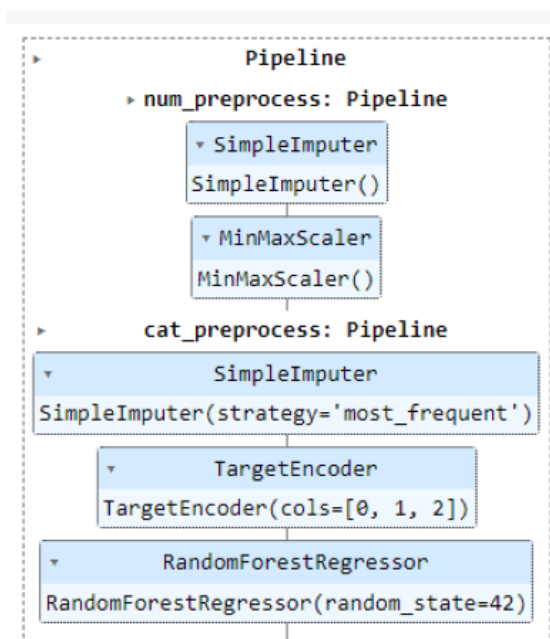 Pipeline
num_preprocess: Pipeline
SimpleImputer
SimpleImputer()
MinMaxScaler
MinMaxScaler()
cat_preprocess: Pipeline
SimpleImputer
SimpleImputer(strategy='most_frequent')
TargetEncoder
TargetEncoder(cols=[0, 1, 2])
RandomForestRegressor
RandomForestRegressor(random_state=42)